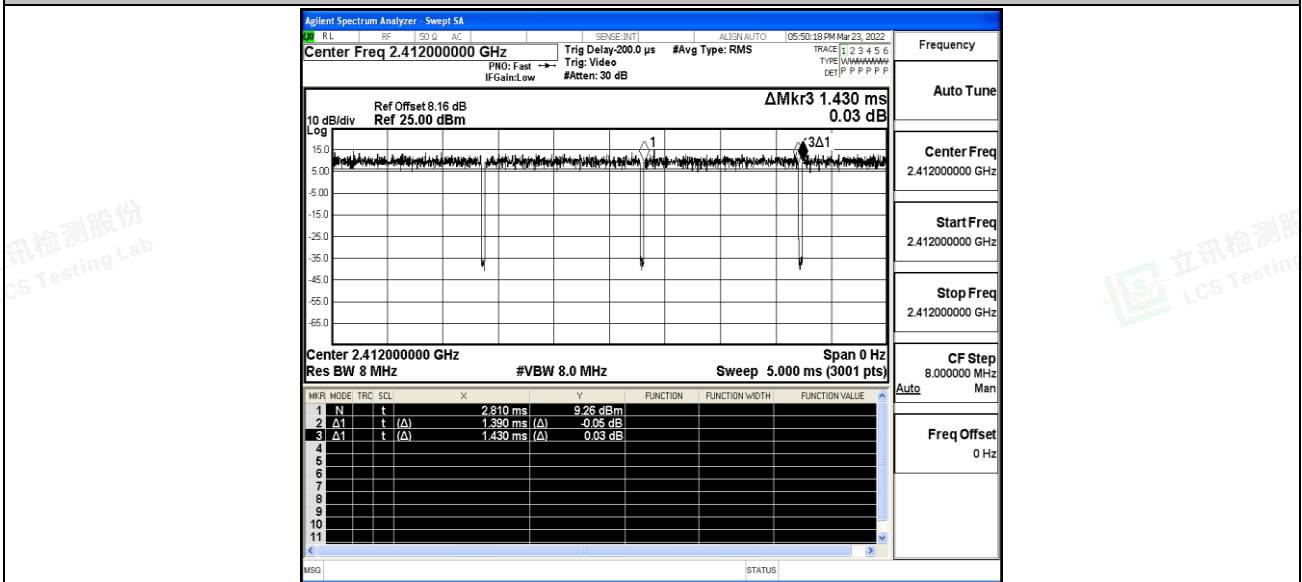 Agilent Spectrum Analyzer - Swept SA
RL RF 50 Ω AC SENSE:INT ALIGN AUTO 05:50:18 PM Mar 23, 2022
Center Freq 2.412000000 GHz
PNO: Fast
IFGain:Low
Trig Delay-200.0 µs
Trig: Video
#Atten: 30 dB
#Avg Type: RMS
TRACE 1 2 3 4 5 6
TYPE
DET P P P P P P
Frequency
Auto Tune
Center Freq
2.412000000 GHz
Start Freq
2.412000000 GHz
Stop Freq
2.412000000 GHz
CF Step
8.000000 MHz
Auto Man
Freq Offset
0 Hz
ΔMkr3 1.430 ms
0.03 dB
Ref Offset 8.16 dB
10 dB/div Ref 25.00 dBm
Log
15.0
5.00
-5.00
-15.0
-25.0
-35.0
-45.0
-55.0
-65.0
1
3Δ1
Center 2.412000000 GHz Span 0 Hz
Res BW 8 MHz #VBW 8.0 MHz Sweep 5.000 ms (3001 pts)
MKR MODE TRC SCL X Y FUNCTION FUNCTION WIDTH FUNCTION VALUE
1 N t 2.810 ms 9.26 dBm
2 Δ1 t (Δ) 1.390 ms (Δ) -0.05 dB
3 Δ1 t (Δ) 1.430 ms (Δ) 0.03 dB
4
5
6
7
8
9
10
11
MSG STATUS
讯检测股份
CS Testing Lab
立讯检测股
LCS Testing